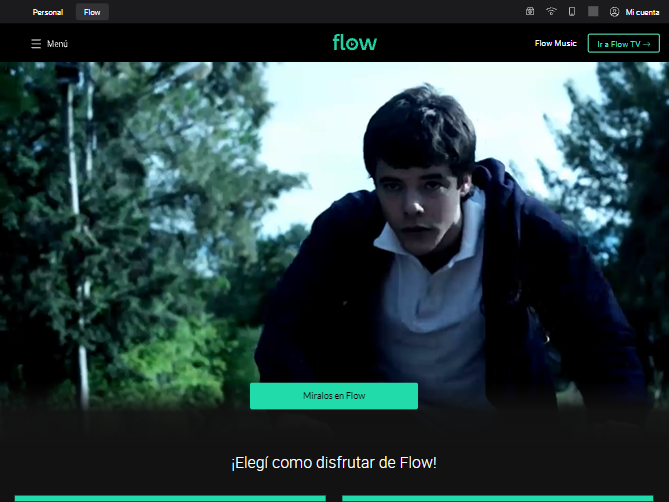 Personal
Flow
Mi cuenta
Menú
flow
Flow Music
Ir a Flow TV →
Miralos en Flow
¡Elegí como disfrutar de Flow!